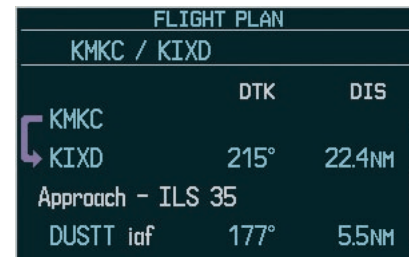 FLIGHT PLAN
KMKC / KIXD
DTK DIS
KMKC
KIXD 215° 22.4NM
Approach - ILS 35
DUSTT iaf 177° 5.5NM